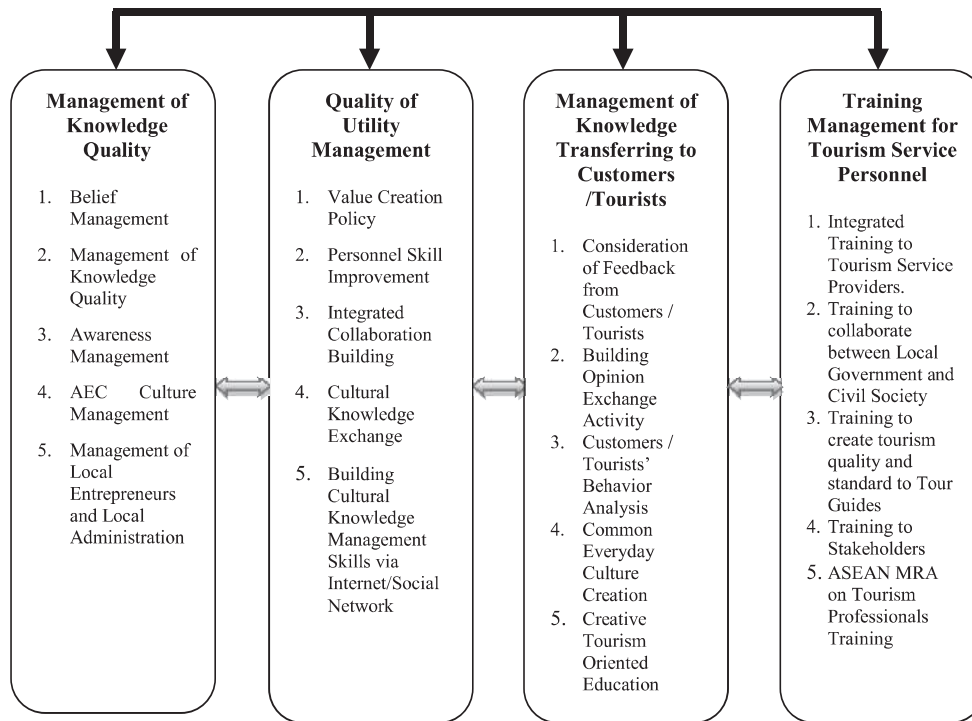 Management of
Knowledge
Quality
1. Belief
Management
2. Management of
Knowledge
Quality
3. Awareness
Management
4. AEC Culture
Management
5. Management of
Local
Entrepreneurs
and Local
Administration
Quality of
Utility
Management
1. Value Creation
Policy
2. Personnel Skill
Improvement
3. Integrated
Collaboration
Building
4. Cultural
Knowledge
Exchange
5. Building
Cultural
Knowledge
Management
Skills via
Internet/Social
Network
Management of
Knowledge
Transferring to
Customers
/Tourists
1. Consideration
of Feedback
from
Customers /
Tourists
2. Building
Opinion
Exchange
Activity
3. Customers /
Tourists’
Behavior
Analysis
4. Common
Everyday
Culture
Creation
5. Creative
Tourism
Oriented
Education
Training
Management for
Tourism Service
Personnel
1. Integrated
Training to
Tourism Service
Providers.
2. Training to
collaborate
between Local
Government and
Civil Society
3. Training to
create tourism
quality and
standard to Tour
Guides
4. Training to
Stakeholders
5. ASEAN MRA
on Tourism
Professionals
Training